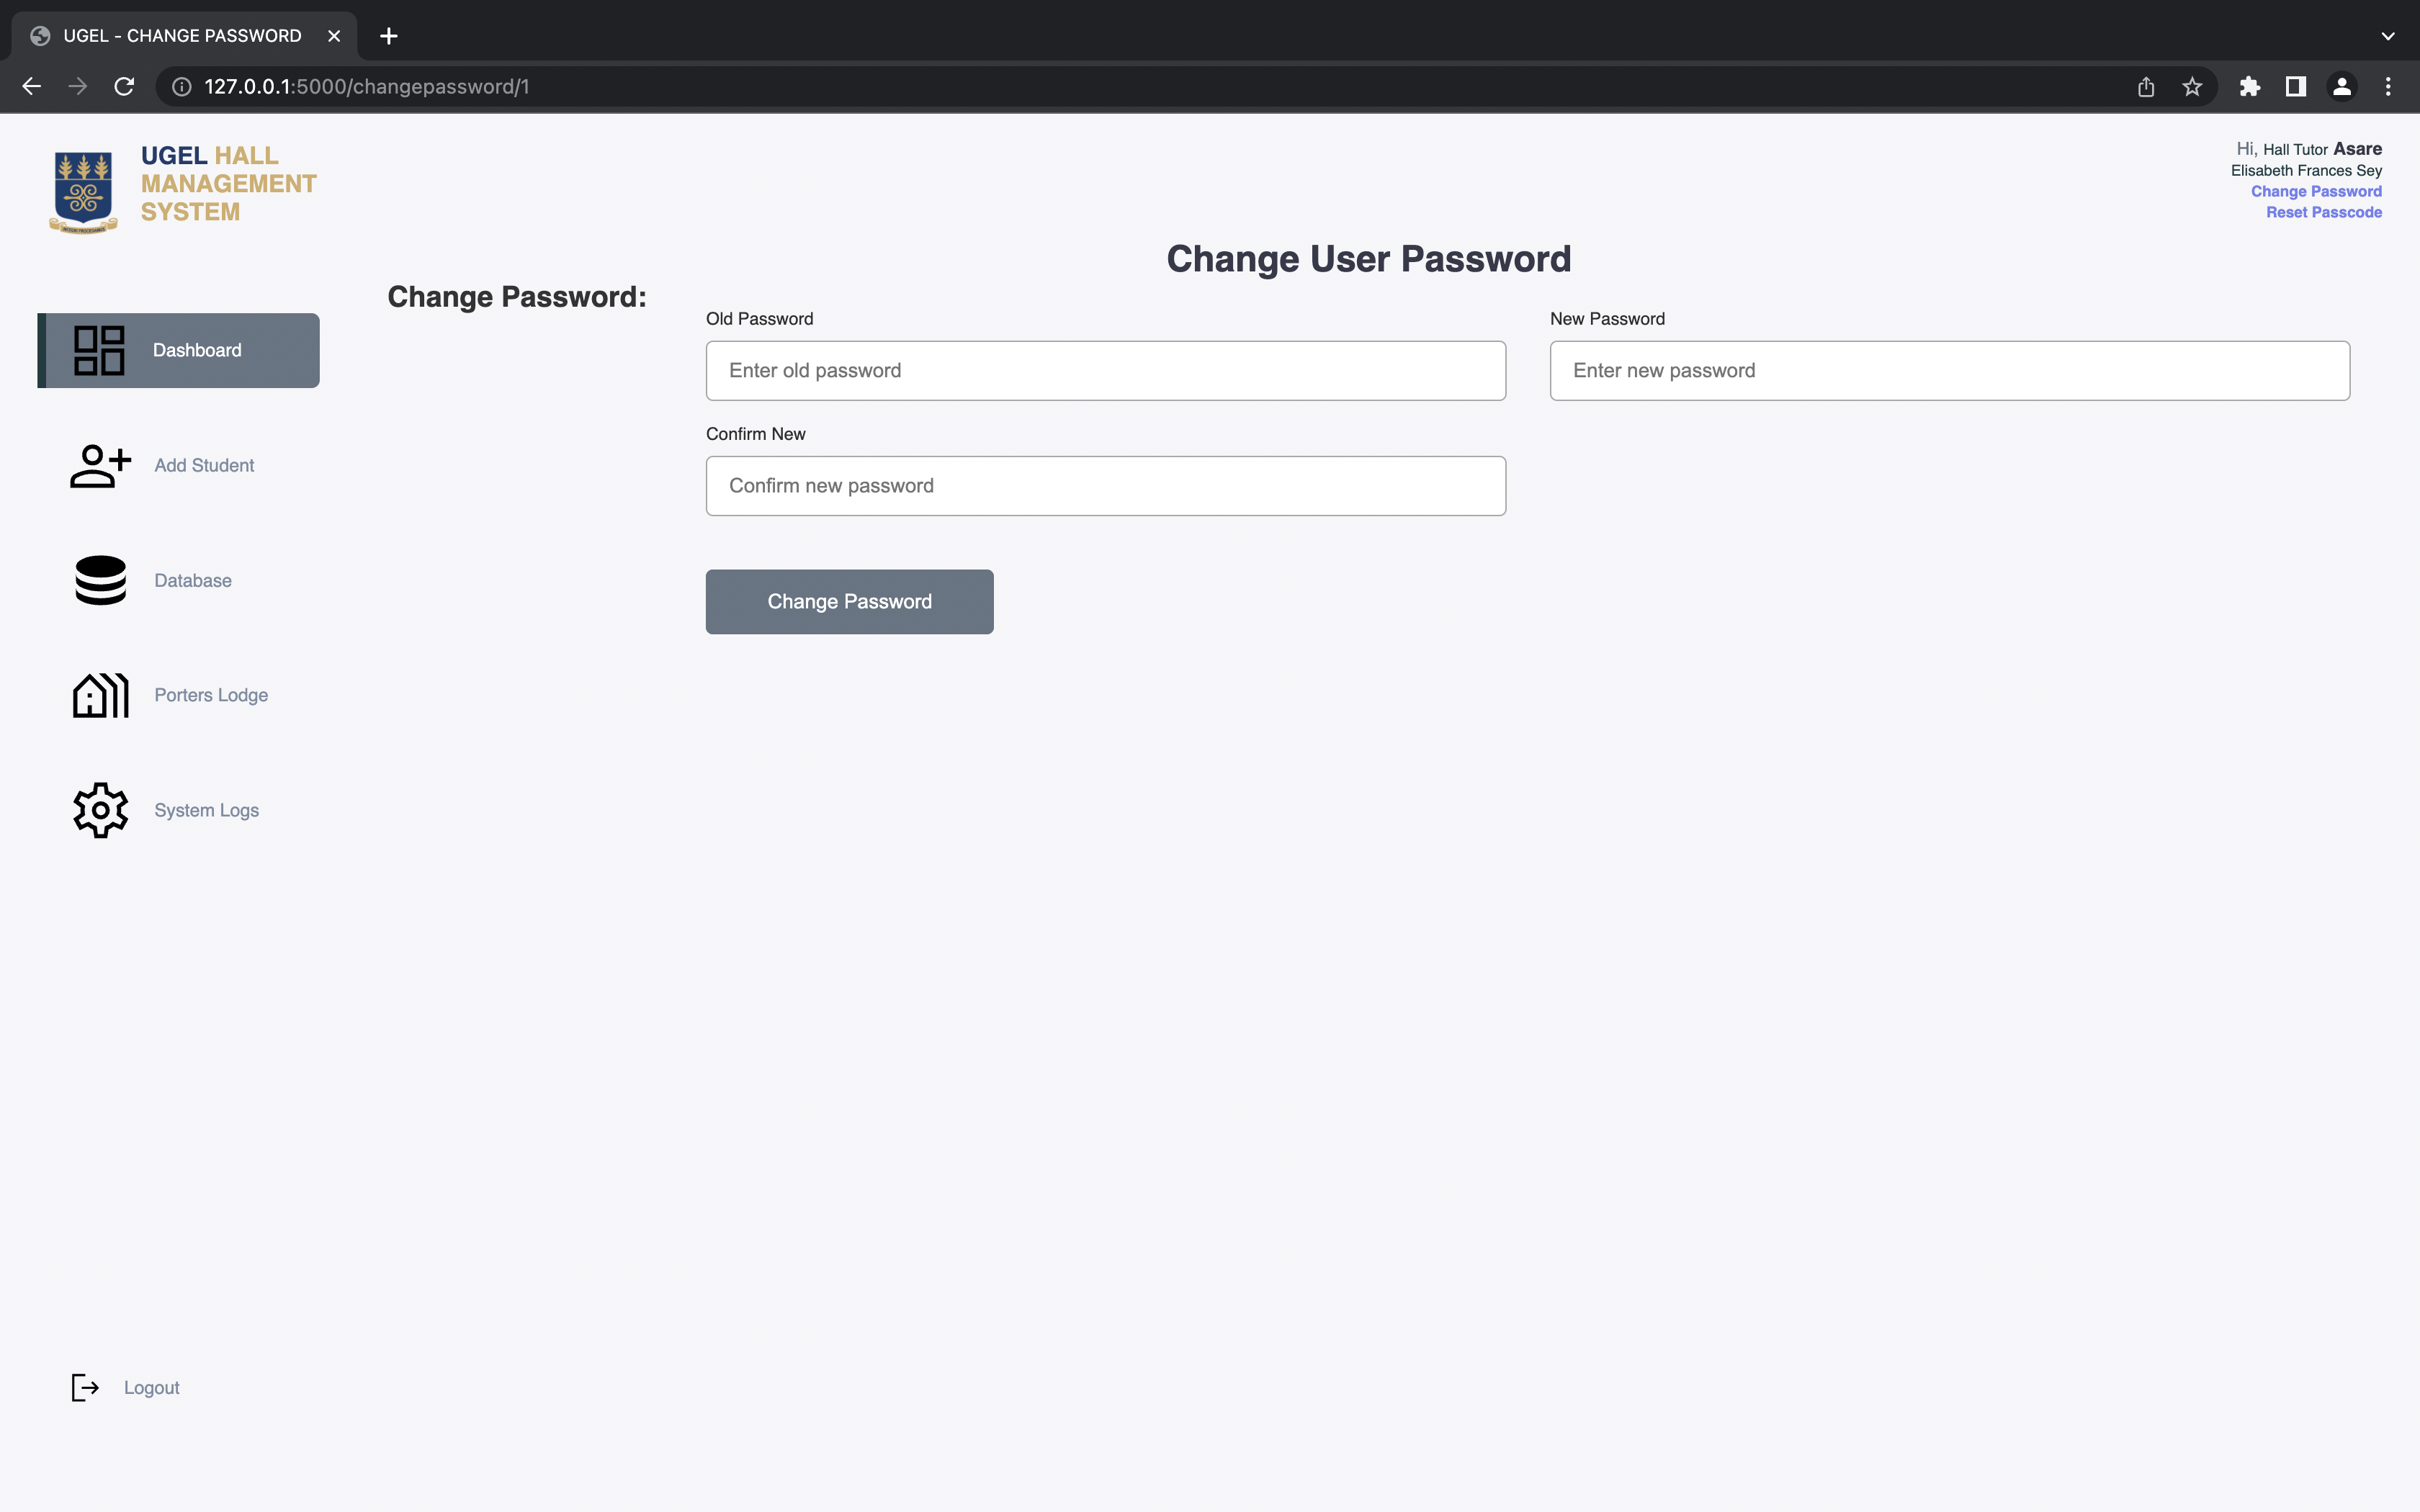 UGEL - CHANGE PASSWORD
127.0.0.1:5000/changepassword/1
UGEL HALL
MANAGEMENT
SYSTEM
Hi, Hall Tutor Asare
Elisabeth Frances Sey
Change Password
Reset Passcode
Change User Password
Change Password:
Old Password
New Password
Enter old password
Enter new password
Confirm New
Confirm new password
Change Password
Dashboard
Add Student
Database
Porters Lodge
System Logs
Logout